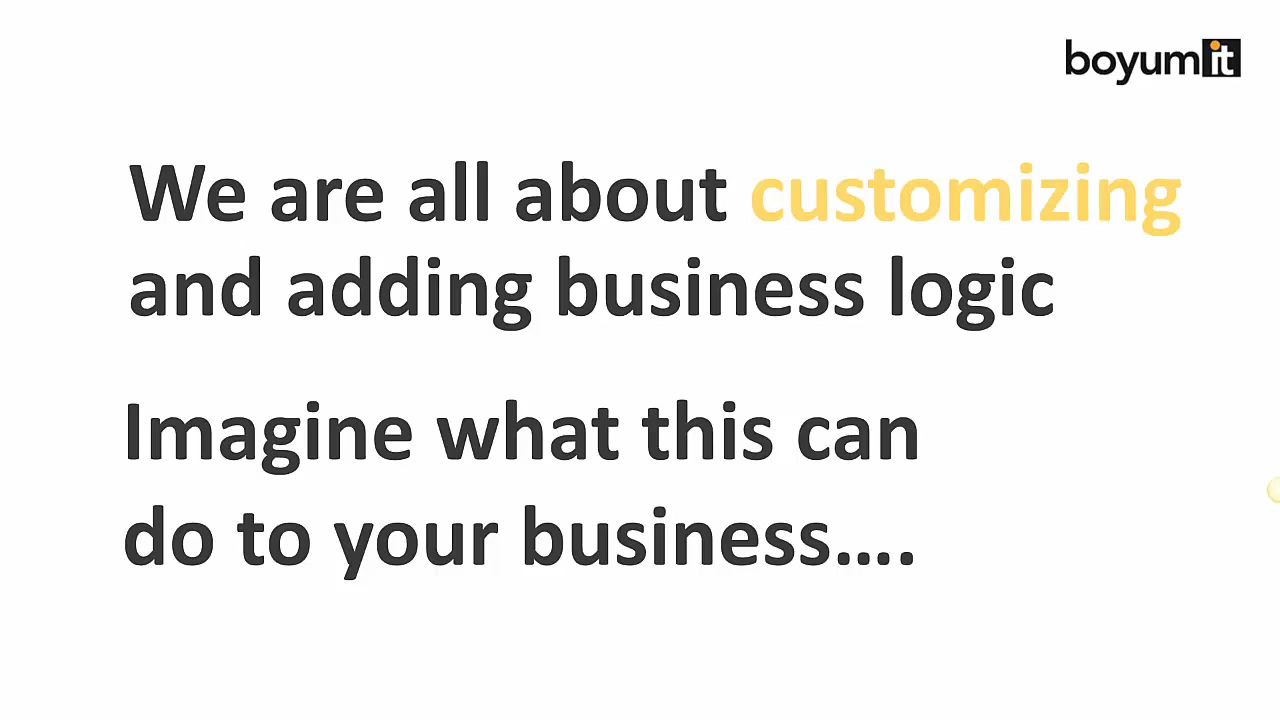 boyumit
We are all about customizing
and adding business logic
Imagine what this can
do to your business....